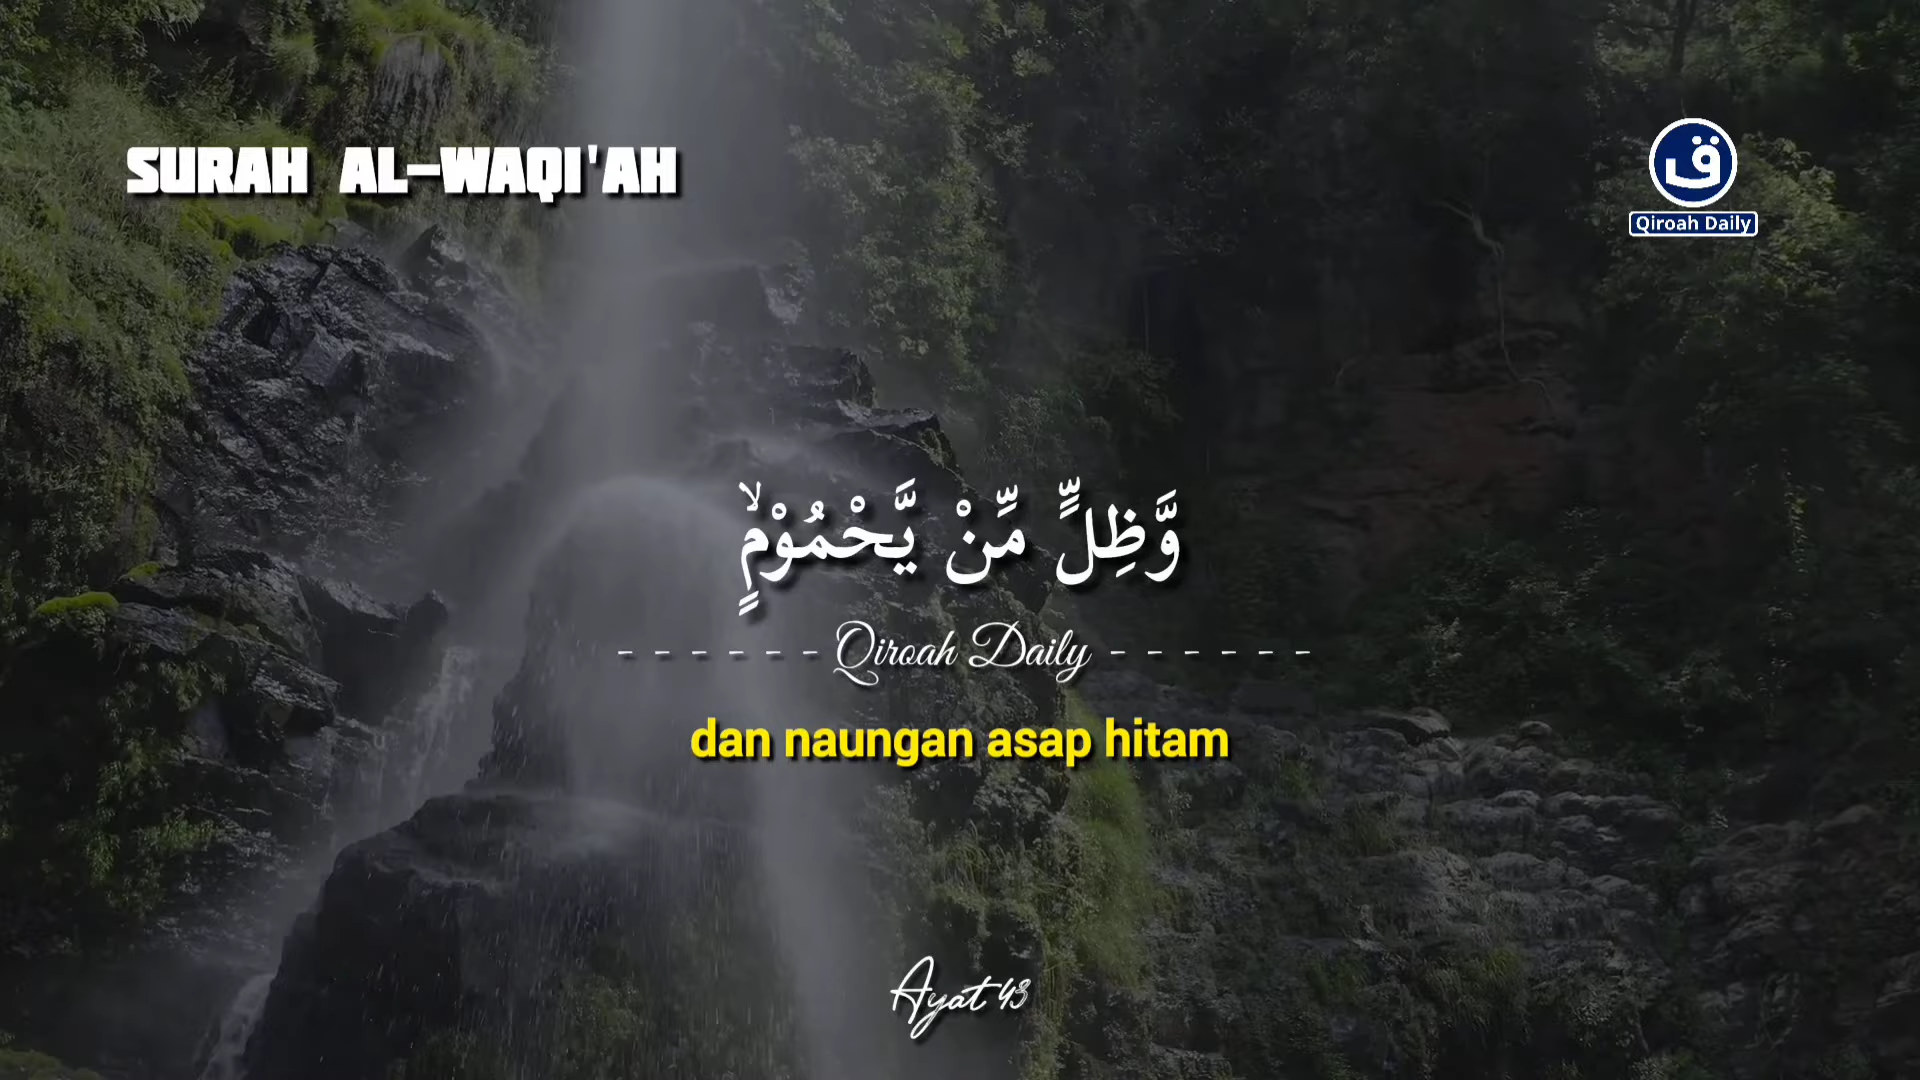 SURAH AL-WAQI'AH
ق
Qiroah Daily
وَّظِلٍّ مِّنْ يَّحْمُوْمٍۙ
- - - - - - Qiroah Daily - - - - - -
dan naungan asap hitam
Ayat 43